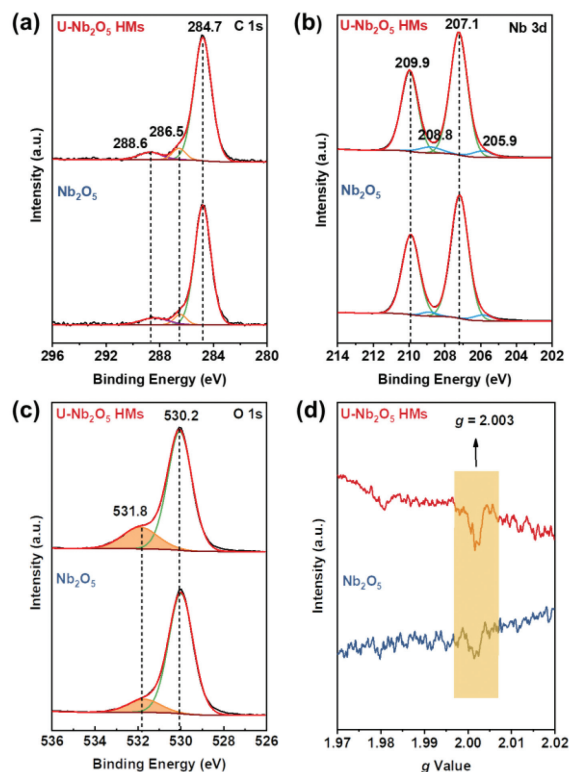 (a)
U-Nb₂O₅ HMs
284.7
C 1s
288.6
286.5
Nb₂O₅
Intensity (a.u.)
296 292 288 284 280
Binding Energy (eV)
(b)
U-Nb₂O₅ HMs
207.1
Nb 3d
209.9
208.8
205.9
Nb₂O₅
Intensity (a.u.)
214 212 210 208 206 204 202
Binding Energy (eV)
(c)
U-Nb₂O₅ HMs
530.2
O 1s
531.8
Nb₂O₅
Intensity (a.u.)
536 534 532 530 528 526
Binding Energy (eV)
(d)
U-Nb₂O₅ HMs
g = 2.003
Nb₂O₅
Intensity (a.u.)
1.97 1.98 1.99 2.00 2.01 2.02
g Value